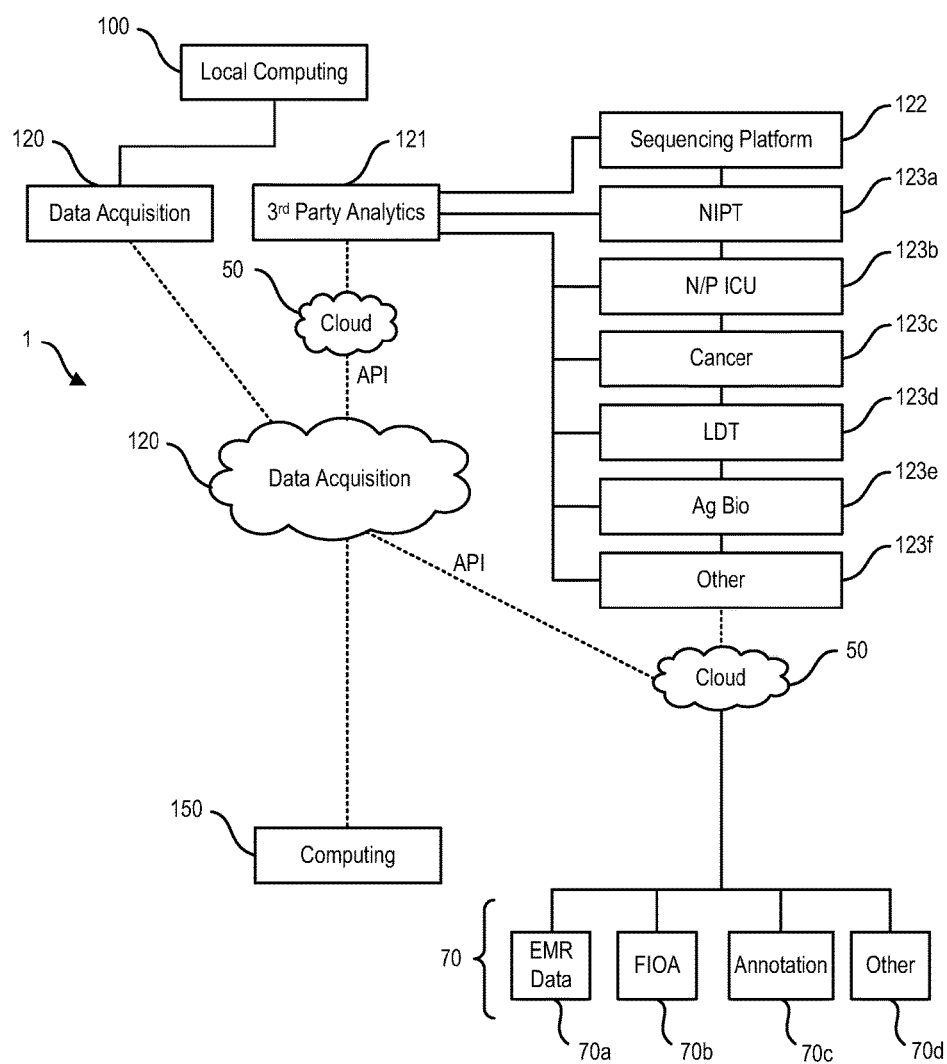 100
Local Computing
120
Data Acquisition
121
3rd Party Analytics
122
Sequencing Platform
123a
NIPT
123b
N/P ICU
123c
Cancer
123d
LDT
123e
Ag Bio
123f
Other
50
Cloud
API
1
120
Data Acquisition
API
50
Cloud
150
Computing
70
EMR
Data
FIOA
Annotation
Other
70a
70b
70c
70d